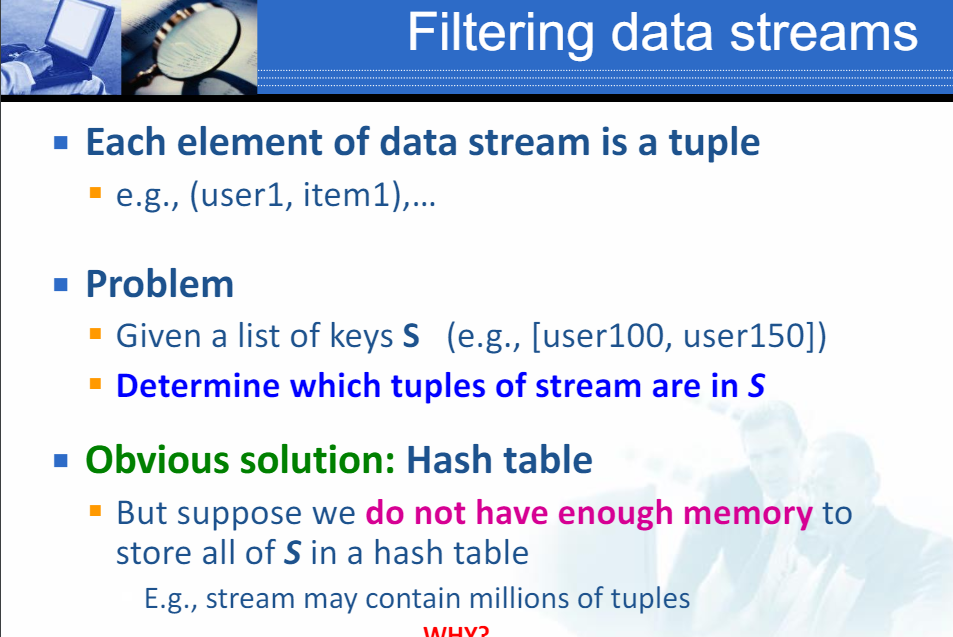 Filtering data streams
Each element of data stream is a tuple
e.g., (user1, item1),...
Problem
Given a list of keys S (e.g., [user100, user150])
Determine which tuples of stream are in S
Obvious solution: Hash table
But suppose we do not have enough memory to
store all of S in a hash table
E.g., stream may contain millions of tuples
WHY?